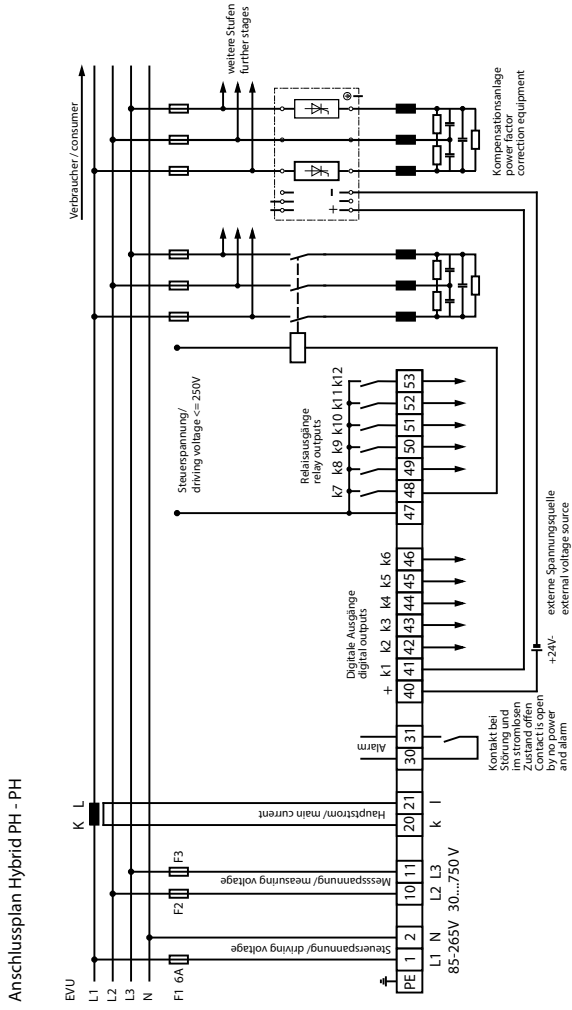 Anschlussplan Hybrid PH - PH
EVU
L1
L2
L3
N
Verbraucher / consumer
K L
weitere Stufen
further stages
F1 6A
F2
F3
Steuerspannung/ driving voltage
Messspannung/ measuring voltage
Hauptstrom/ main current
Alarm
Steuerspannung/
driving voltage <= 250V
Digitale Ausgänge
digital outputs
Relaisausgänge
relay outputs
+ k1 k2 k3 k4 k5 k6
k7 k8 k9 k10 k11 k12
+ -
PE 1 2 10 11 20 21 30 31 40 41 42 43 44 45 46 47 48 49 50 51 52 53
L1 N
85-265V
L2 L3
30....750 V
k l
Kontakt bei
Störung und
im stromlosen
Zustand offen
Contact is open
by no power
and alarm
+24V-
externe Spannungsquelle
external voltage source
Kompensationsanlage
power factor
correction equipment